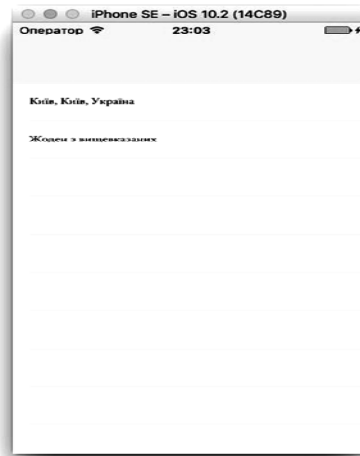 iPhone SE – iOS 10.2 (14C89)
Оператор 23:03
Київ, Київ, Україна
Жоден з вищевказаних